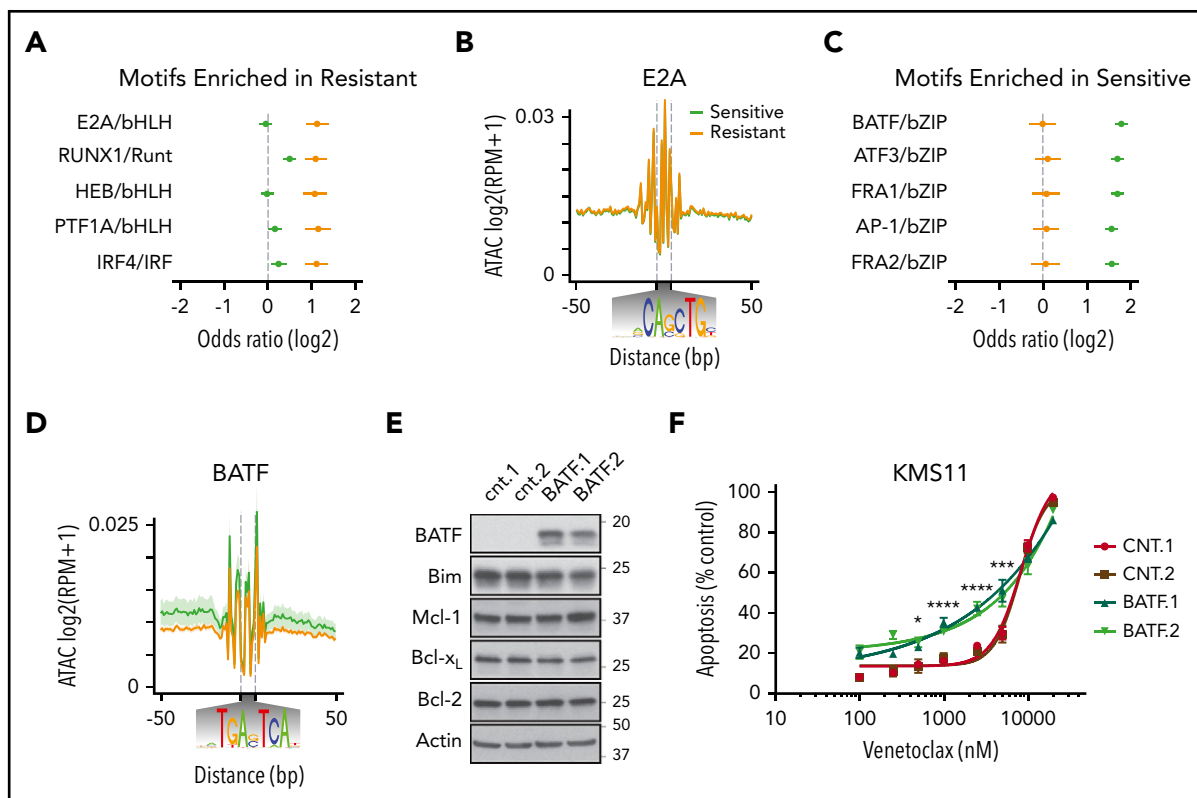 A
Motifs Enriched in Resistant
E2A/bHLH
RUNX1/Runt
HEB/bHLH
PTF1A/bHLH
IRF4/IRF
-2 -1 0 1 2
Odds ratio (log2)
B
E2A
0.03
0
ATAC log2(RPM+1)
Sensitive
Resistant
-50 50
CAGCTG
Distance (bp)
C
Motifs Enriched in Sensitive
BATF/bZIP
ATF3/bZIP
FRA1/bZIP
AP-1/bZIP
FRA2/bZIP
-2 -1 0 1 2
Odds ratio (log2)
D
BATF
0.025
0
ATAC log2(RPM+1)
-50 50
TGAGTCA
Distance (bp)
E
cnt.1 cnt.2 BATF.1 BATF.2
BATF 20
Bim 25
Mcl-1 37
Bcl-xL 25
Bcl-2 25
50
Actin
37
F
KMS11
100
80
60
40
20
0
Apoptosis (% control)
* **** **** ***
10 100 1000 10000
Venetoclax (nM)
CNT.1
CNT.2
BATF.1
BATF.2